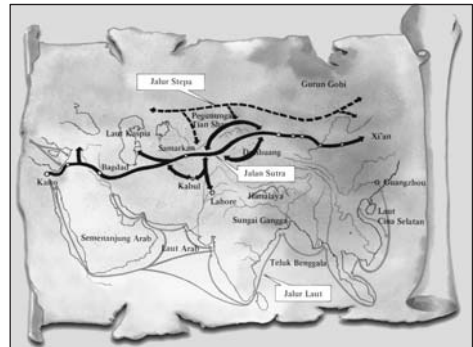 Jalur Stepa
Gurun Gobi
Pegunungan
Tian Shan
Laut Kaspia
Samarkan
Xi'an
Dunhuang
Bagdad
Jalan Sutra
Kairo
Kabul
Guangzhou
Lahore
Himalaya
Laut
Cina Selatan
Sungai Gangga
Semenanjung Arab
Laut Arab
Teluk Benggala
Jalur Laut